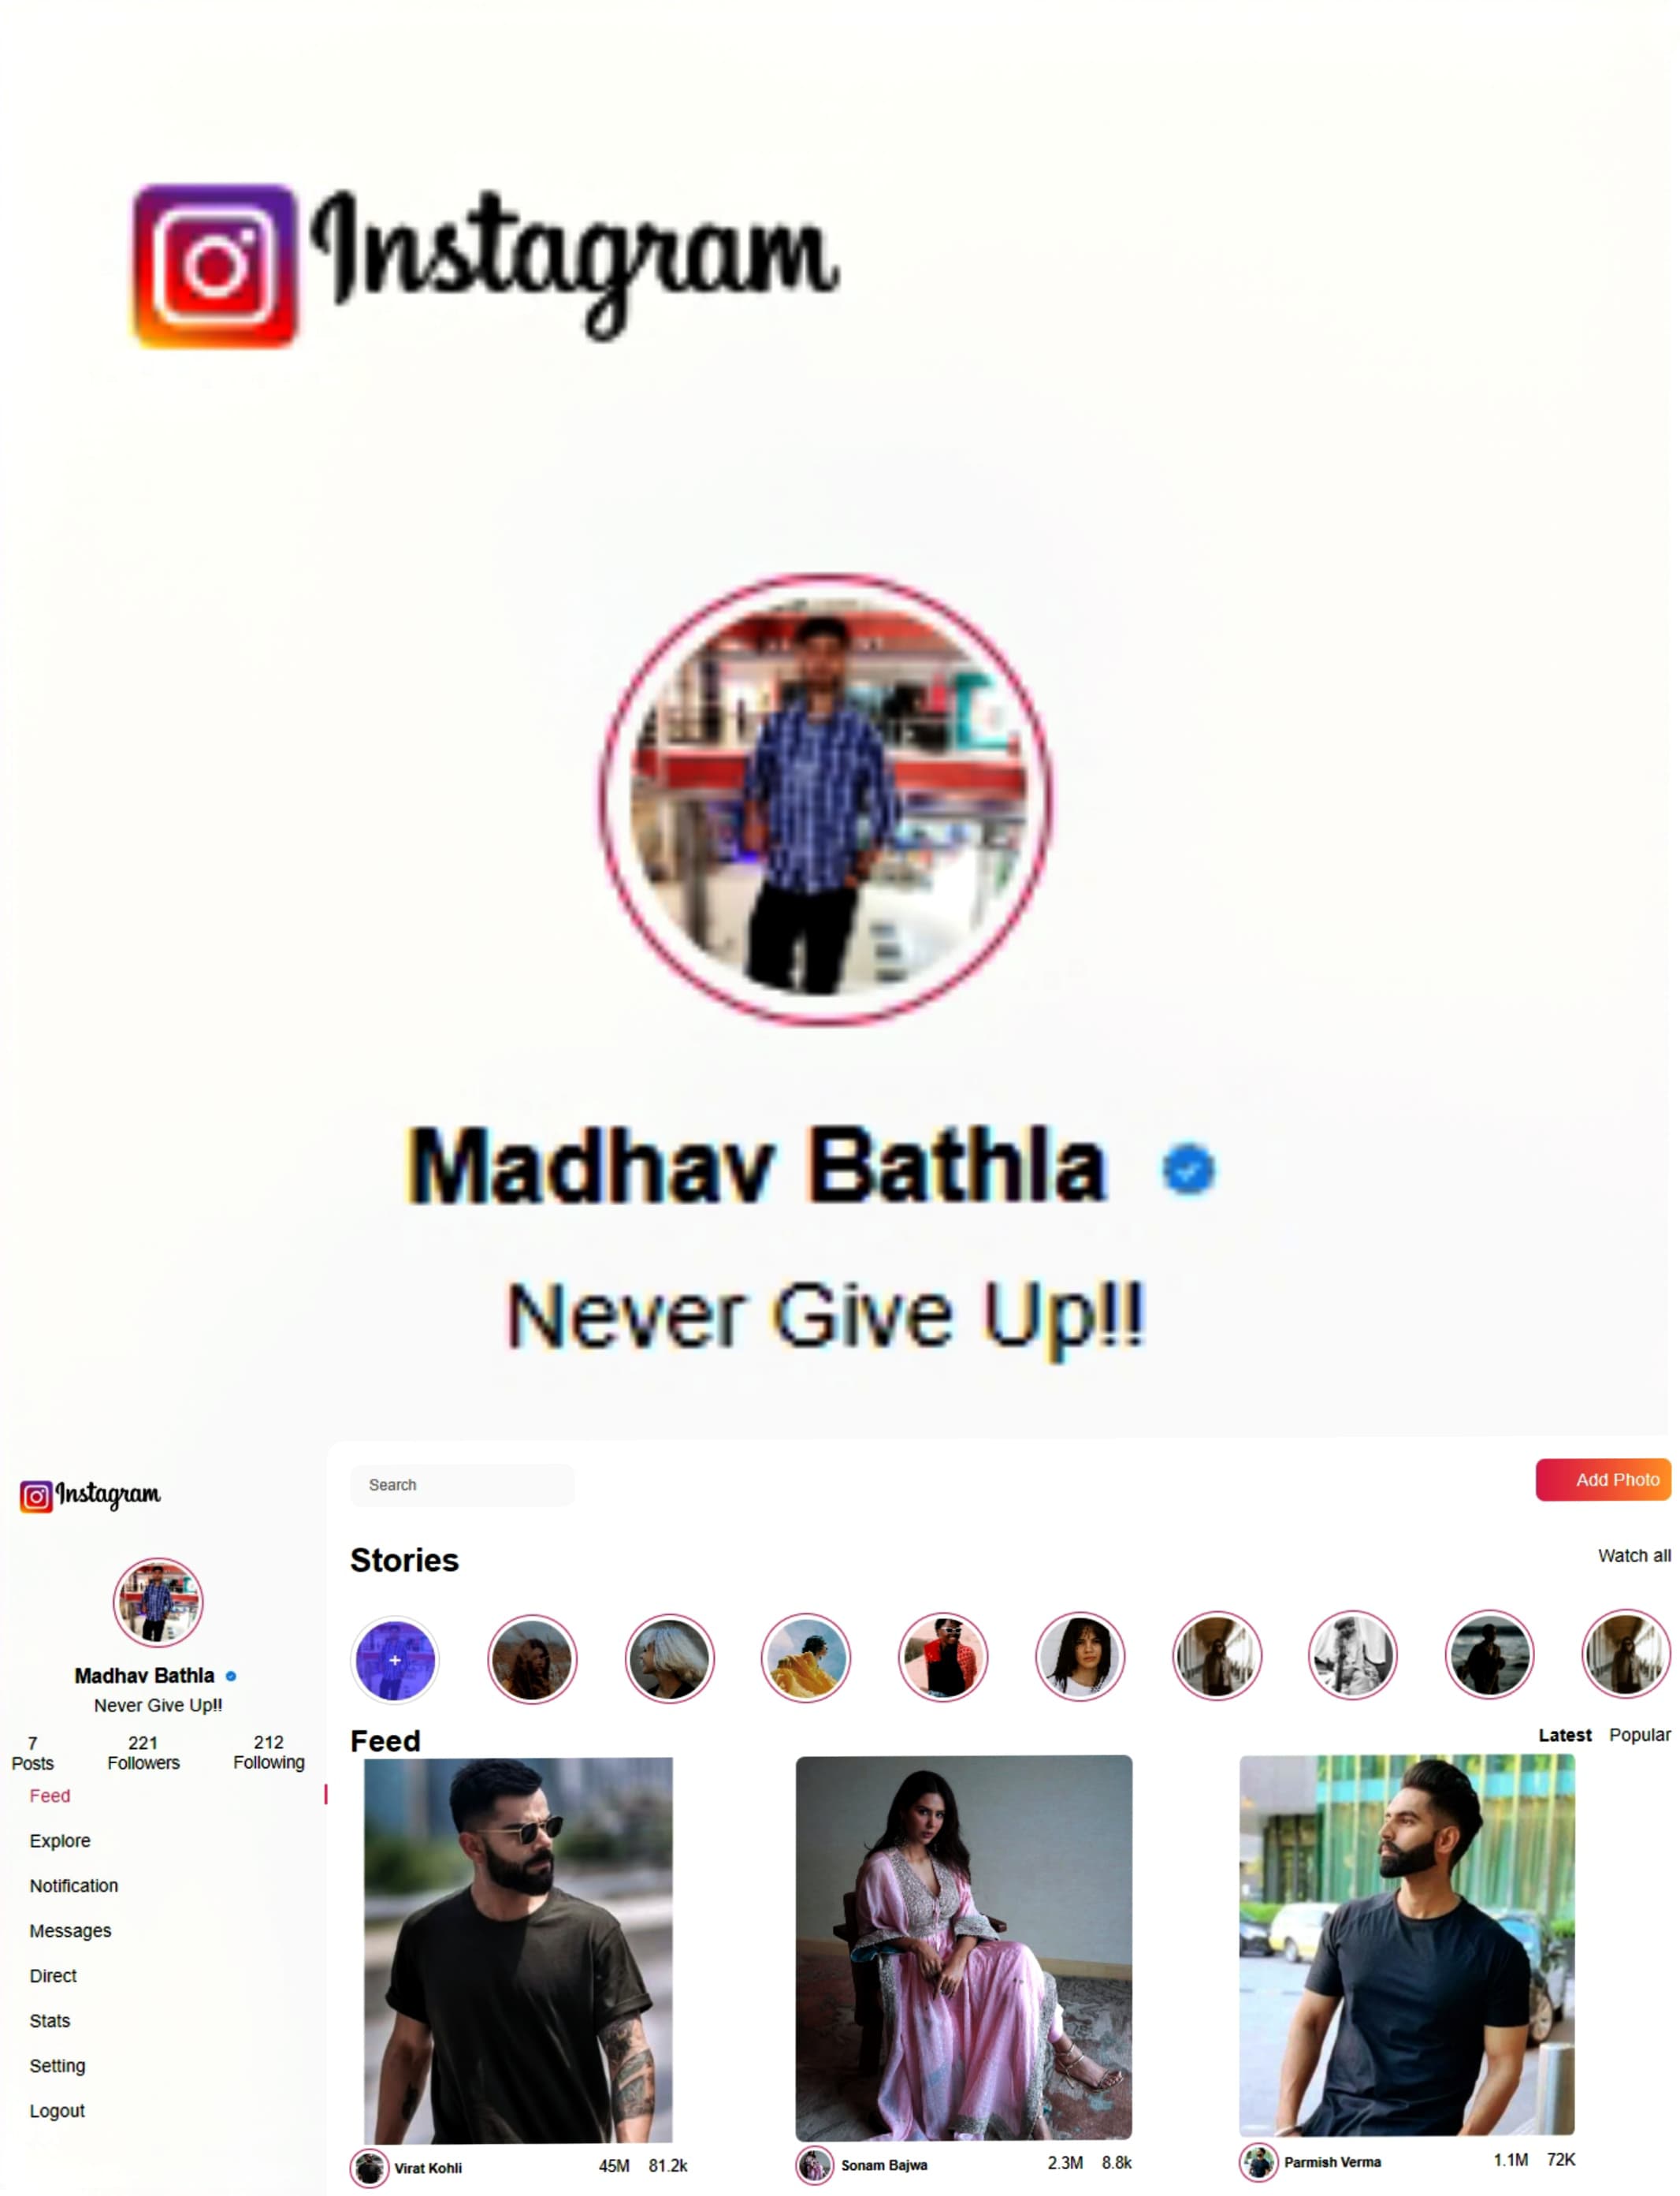 Instagram
Madhav Bathla
Never Give Up!!
Instagram
Madhav Bathla
Never Give Up!!
7 221 212
Posts Followers Following
Feed
Explore
Notification
Messages
Direct
Stats
Setting
Logout
Search
Add Photo
Stories
Watch all
+
Feed
Latest Popular
Virat Kohli 45M 81.2k
Sonam Bajwa 2.3M 8.8k
Parmish Verma 1.1M 72K